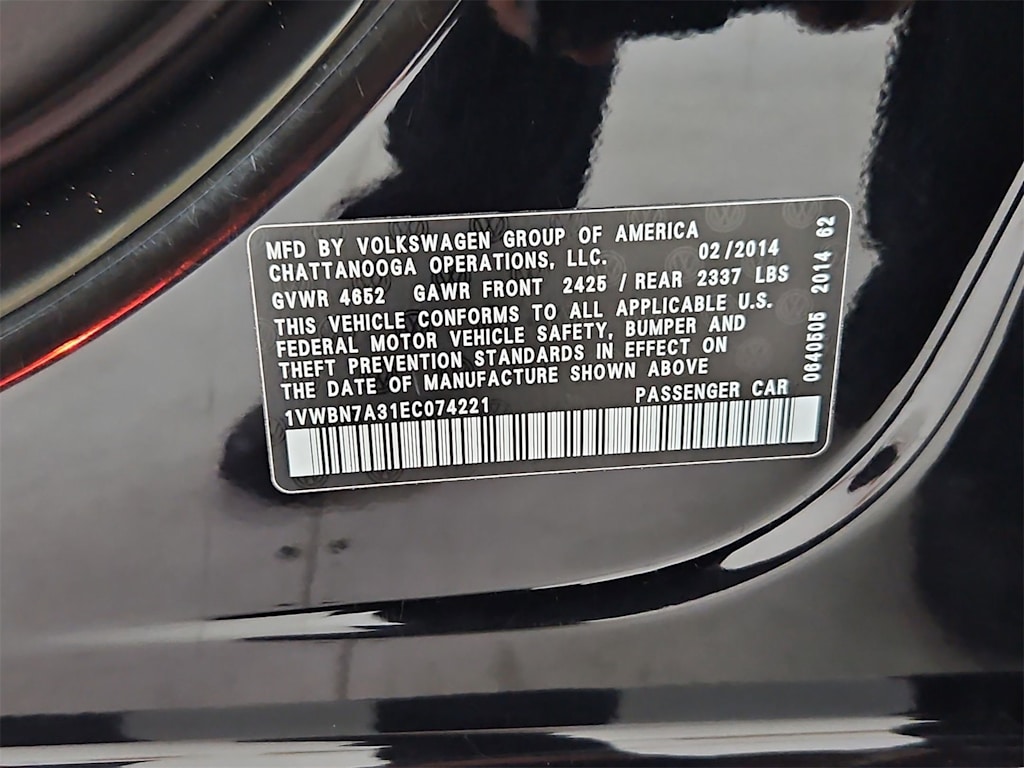 MFD BY VOLKSWAGEN GROUP OF AMERICA
CHATTANOOGA OPERATIONS, LLC. 02/2014
GVWR 4652 GAWR FRONT 2425 / REAR 2337 LBS
THIS VEHICLE CONFORMS TO ALL APPLICABLE U.S.
FEDERAL MOTOR VEHICLE SAFETY, BUMPER AND
THEFT PREVENTION STANDARDS IN EFFECT ON
THE DATE OF MANUFACTURE SHOWN ABOVE
1VWBN7A31EC074221 PASSENGER CAR
0640506 2014 62